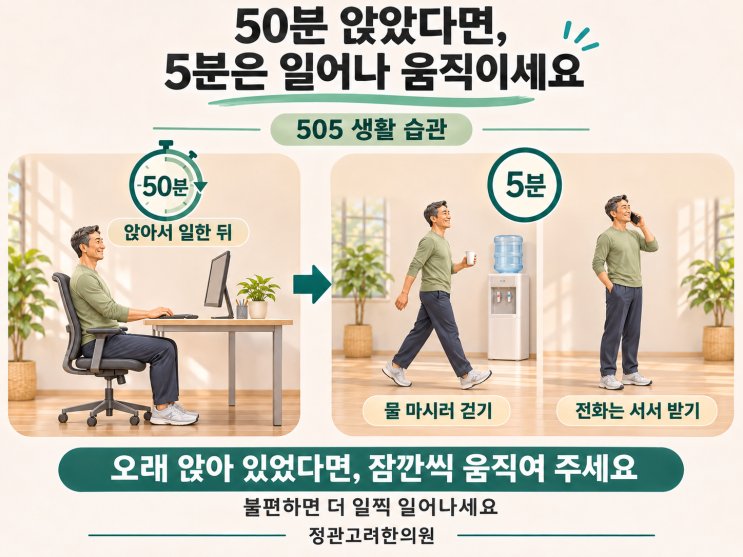 50분 앉았다면,
5분은 일어나 움직이세요
505 생활 습관
50분
앉아서 일한 뒤
5분
물 마시러 걷기
전화는 서서 받기
오래 앉아 있었다면, 잠깐씩 움직여 주세요
불편하면 더 일찍 일어나세요
정관고려한의원